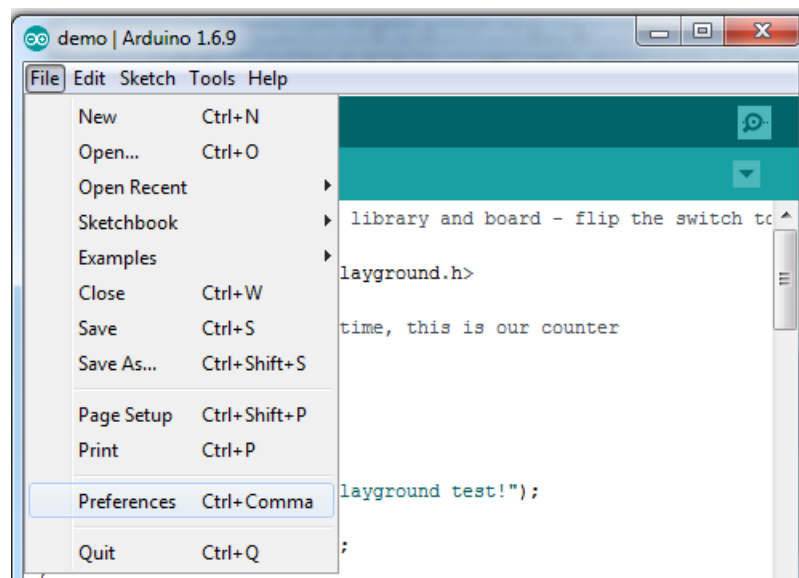 demo | Arduino 1.6.9
File Edit Sketch Tools Help
New Ctrl+N
Open... Ctrl+O
Open Recent
Sketchbook
Examples
Close Ctrl+W
Save Ctrl+S
Save As... Ctrl+Shift+S
Page Setup Ctrl+Shift+P
Print Ctrl+P
Preferences Ctrl+Comma
Quit Ctrl+Q
library and board - flip the switch to
layground.h>
time, this is our counter
layground test!");
;